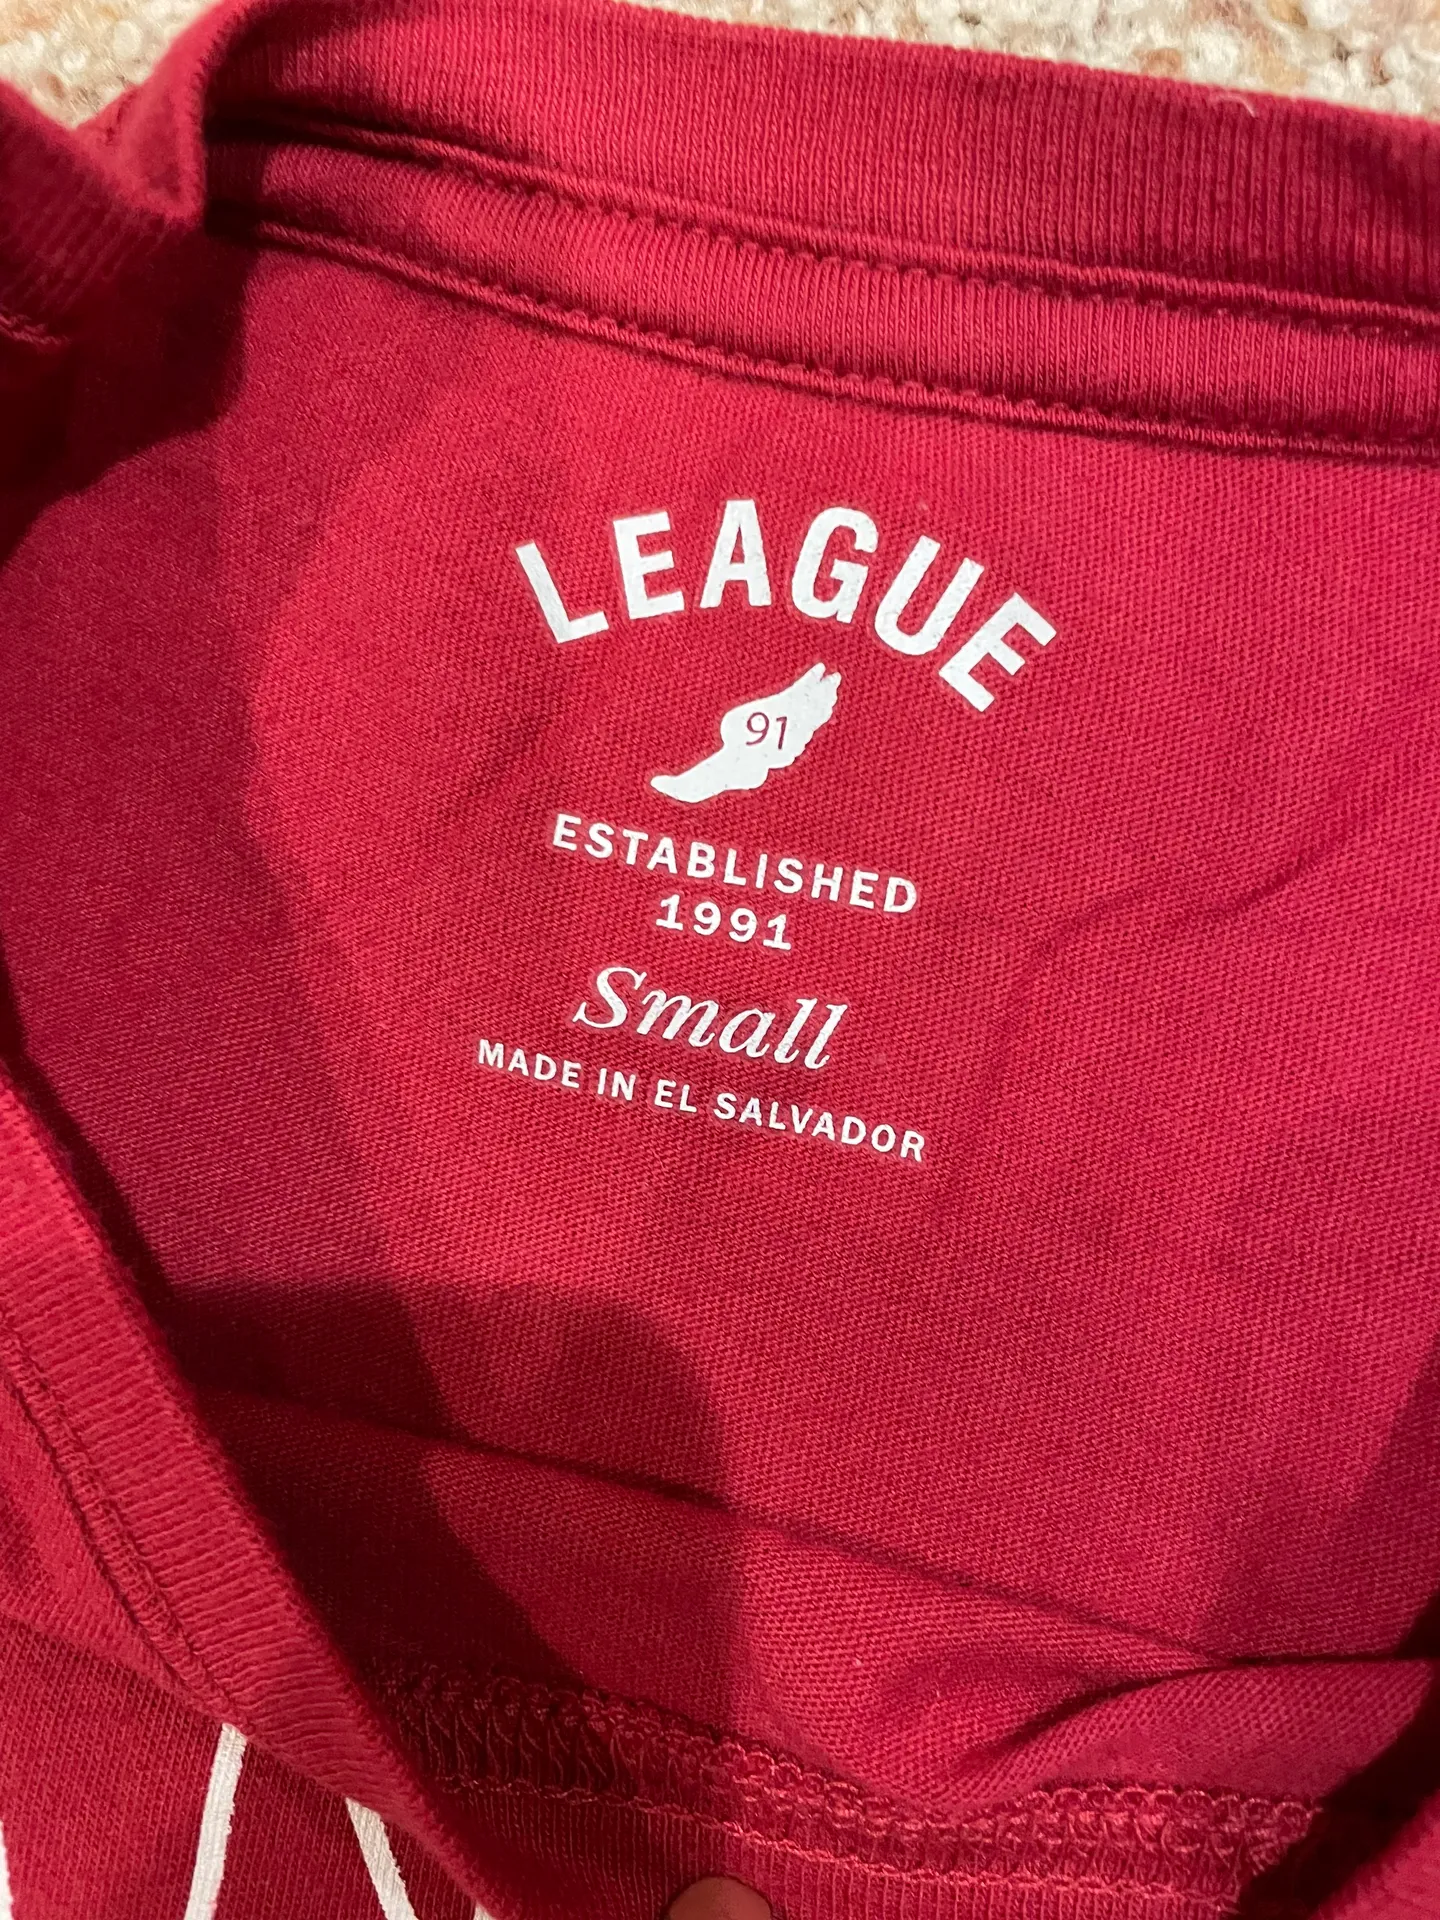 LEAGUE
91
ESTABLISHED
1991
Small
MADE IN EL SALVADOR